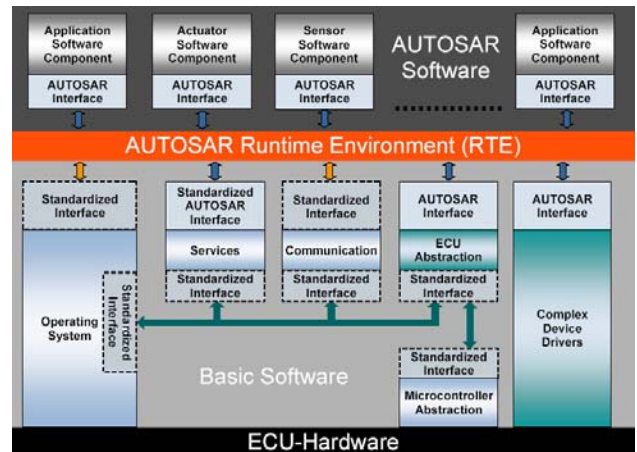 Application
Software
Component
AUTOSAR
Interface
Actuator
Software
Component
AUTOSAR
Interface
Sensor
Software
Component
AUTOSAR
Interface
AUTOSAR
Software
Application
Software
Component
AUTOSAR
Interface
AUTOSAR Runtime Environment (RTE)
Standardized
Interface
Operating
System
Standardized
Interface
Standardized
AUTOSAR
Interface
Services
Standardized
Interface
Standardized
Interface
Communication
Standardized
Interface
AUTOSAR
Interface
ECU
Abstraction
Standardized
Interface
Standardized
Interface
Microcontroller
Abstraction
AUTOSAR
Interface
Complex
Device
Drivers
Basic Software
ECU-Hardware